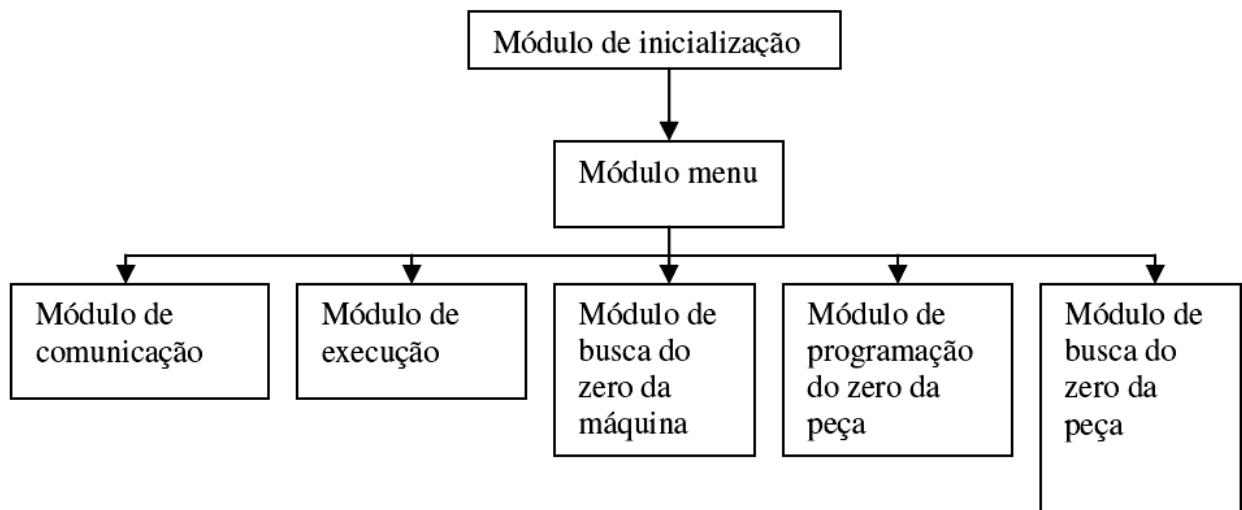 Módulo de inicialização
Módulo menu
Módulo de
comunicação
Módulo de
execução
Módulo de
busca do
zero da
máquina
Módulo de
programação
do zero da
peça
Módulo de
busca do
zero da
peça